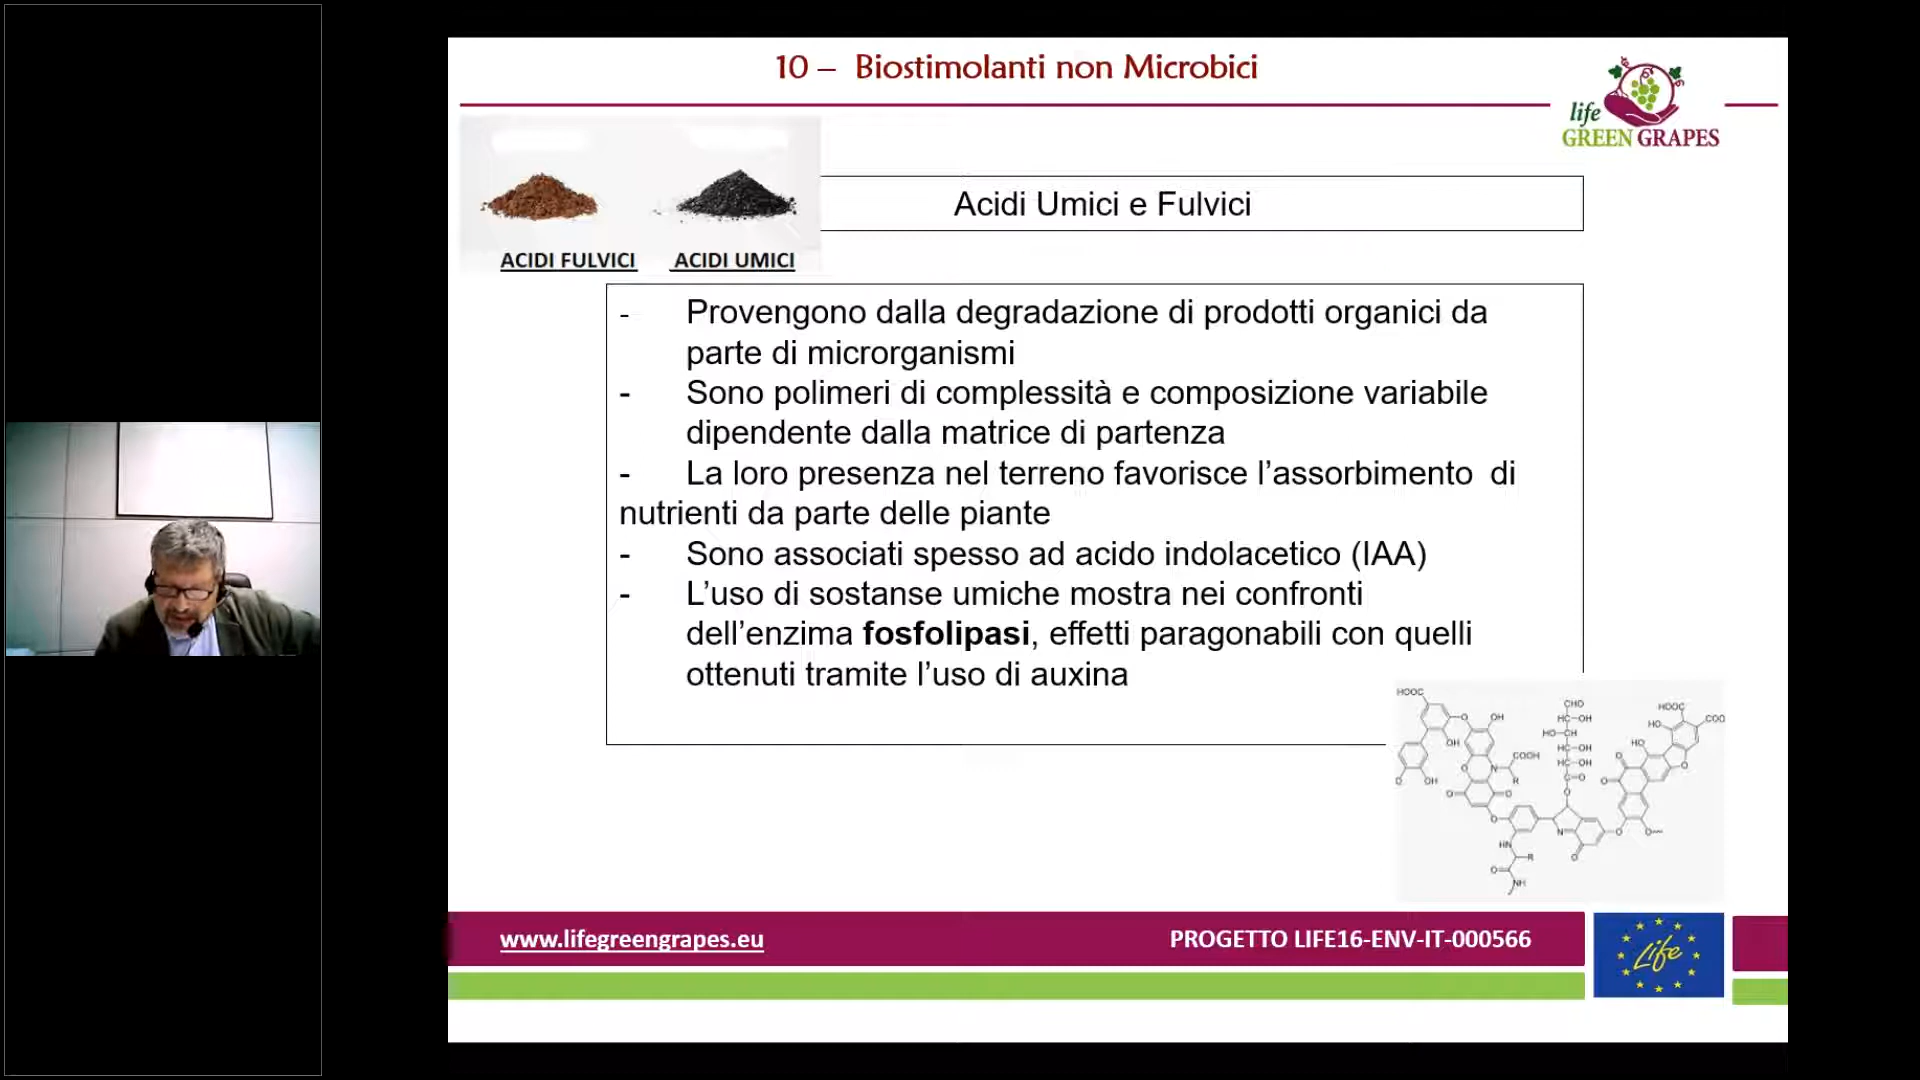 10 – Biostimolanti non Microbici
life
GREEN GRAPES
Acidi Umici e Fulvici
ACIDI FULVICI ACIDI UMICI
- Provengono dalla degradazione di prodotti organici da
parte di microrganismi
- Sono polimeri di complessità e composizione variabile
dipendente dalla matrice di partenza
- La loro presenza nel terreno favorisce l’assorbimento di
nutrienti da parte delle piante
- Sono associati spesso ad acido indolacetico (IAA)
- L’uso di sostanse umiche mostra nei confronti
dell’enzima fosfolipasi, effetti paragonabili con quelli
ottenuti tramite l’uso di auxina
www.lifegreengrapes.eu
PROGETTO LIFE16-ENV-IT-000566
Life